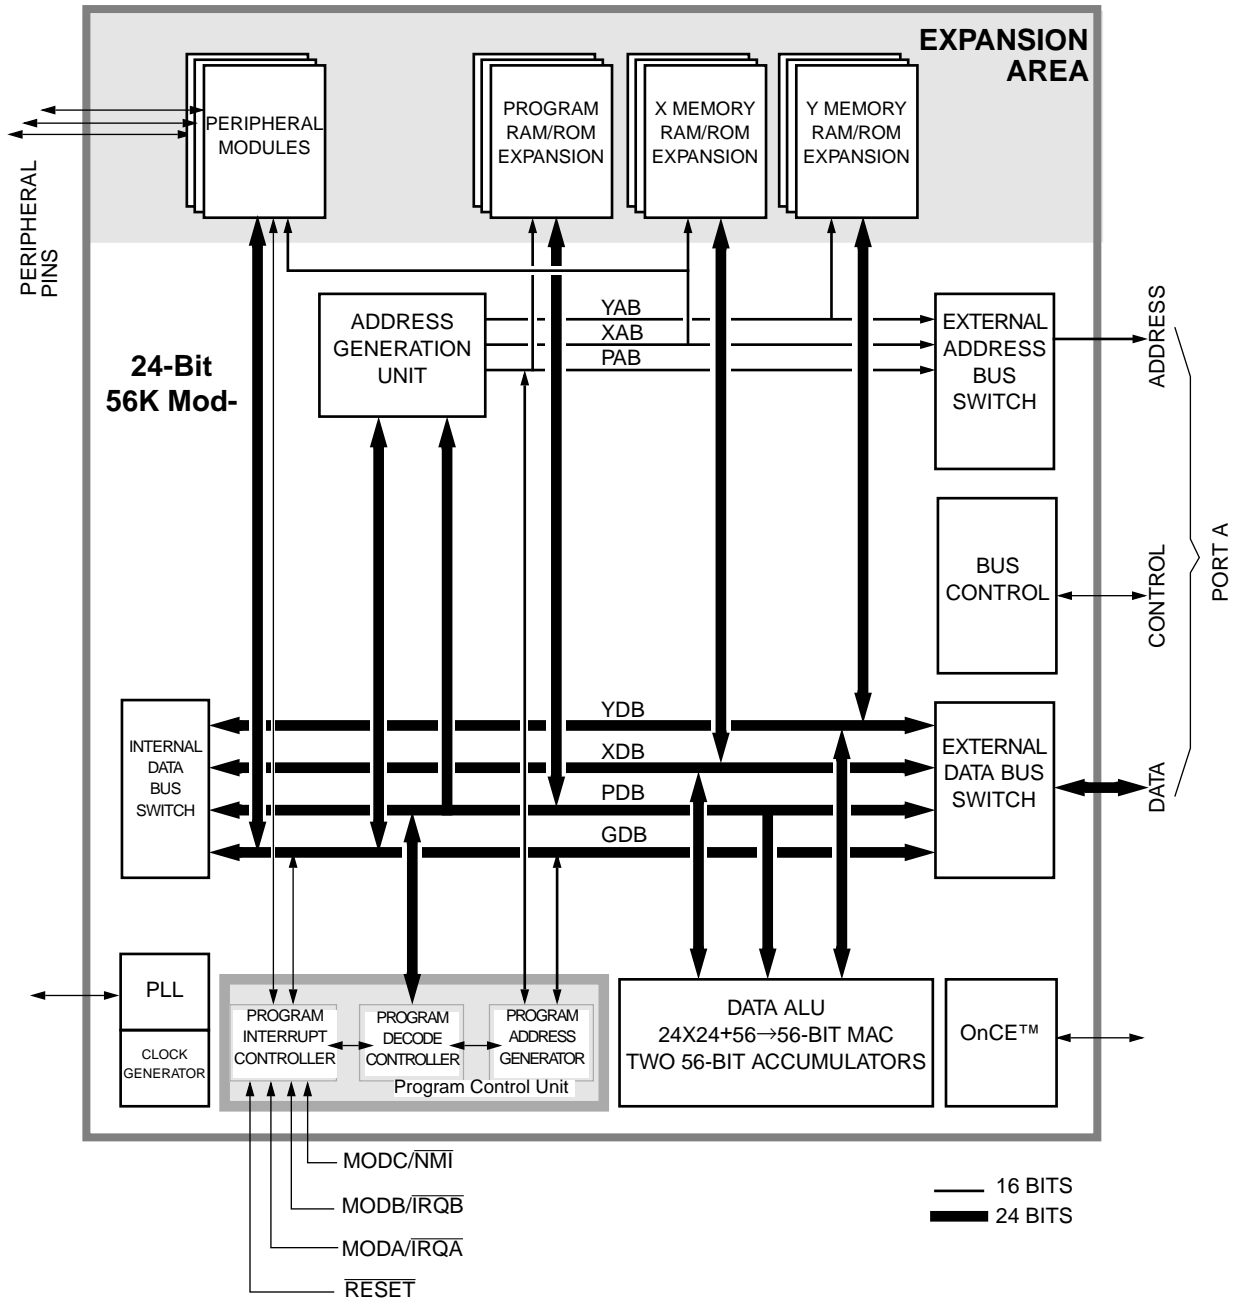 EXPANSION
AREA
PERIPHERAL
MODULES
PROGRAM
RAM/ROM
EXPANSION
X MEMORY
RAM/ROM
EXPANSION
Y MEMORY
RAM/ROM
EXPANSION
PERIPHERAL
PINS
24-Bit
56K Mod-
ADDRESS
GENERATION
UNIT
YAB
XAB
PAB
EXTERNAL
ADDRESS
BUS
SWITCH
ADDRESS
BUS
CONTROL
CONTROL
PORT A
INTERNAL
DATA
BUS
SWITCH
YDB
XDB
PDB
GDB
EXTERNAL
DATA BUS
SWITCH
DATA
PLL
CLOCK
GENERATOR
PROGRAM
INTERRUPT
CONTROLLER
PROGRAM
DECODE
CONTROLLER
PROGRAM
ADDRESS
GENERATOR
Program Control Unit
DATA ALU
24X24+56→56-BIT MAC
TWO 56-BIT ACCUMULATORS
OnCE™
MODC/NMI
MODB/IRQB
MODA/IRQA
RESET
16 BITS
24 BITS